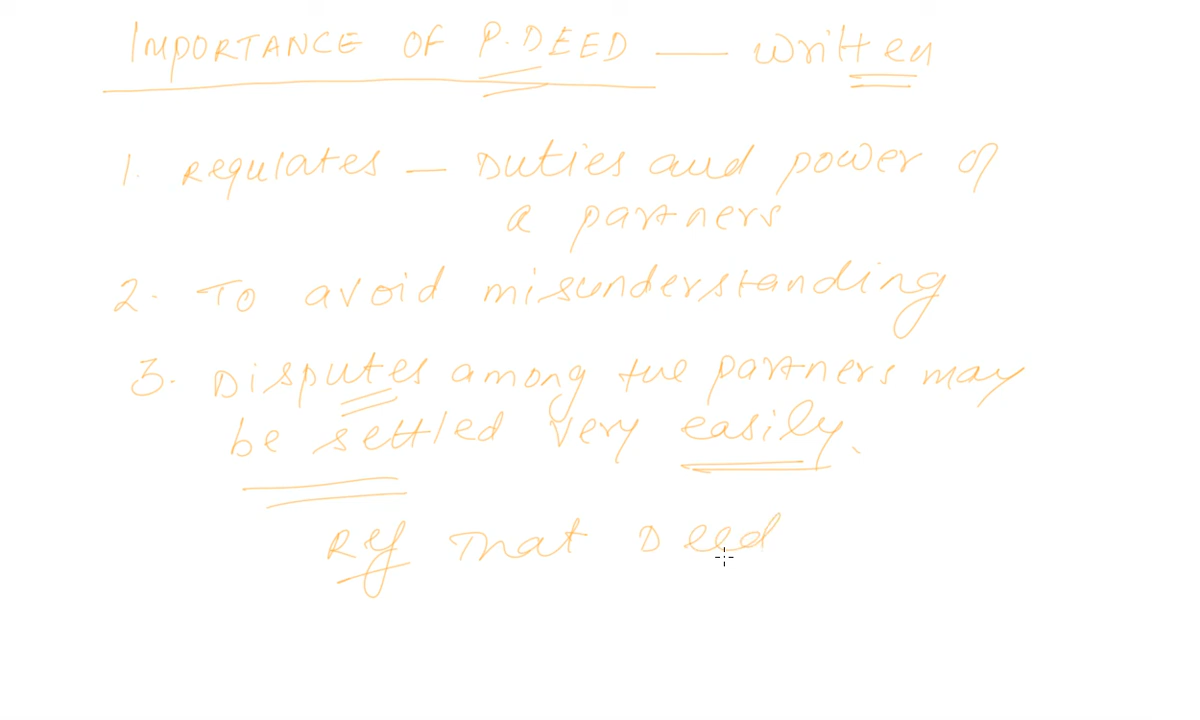 IMPORTANCE OF P.DEED — written
1. Regulates — Duties and power of
a partners
2. To avoid misunderstanding
3. Disputes among the partners may
be settled very easily.
Ref That Deed